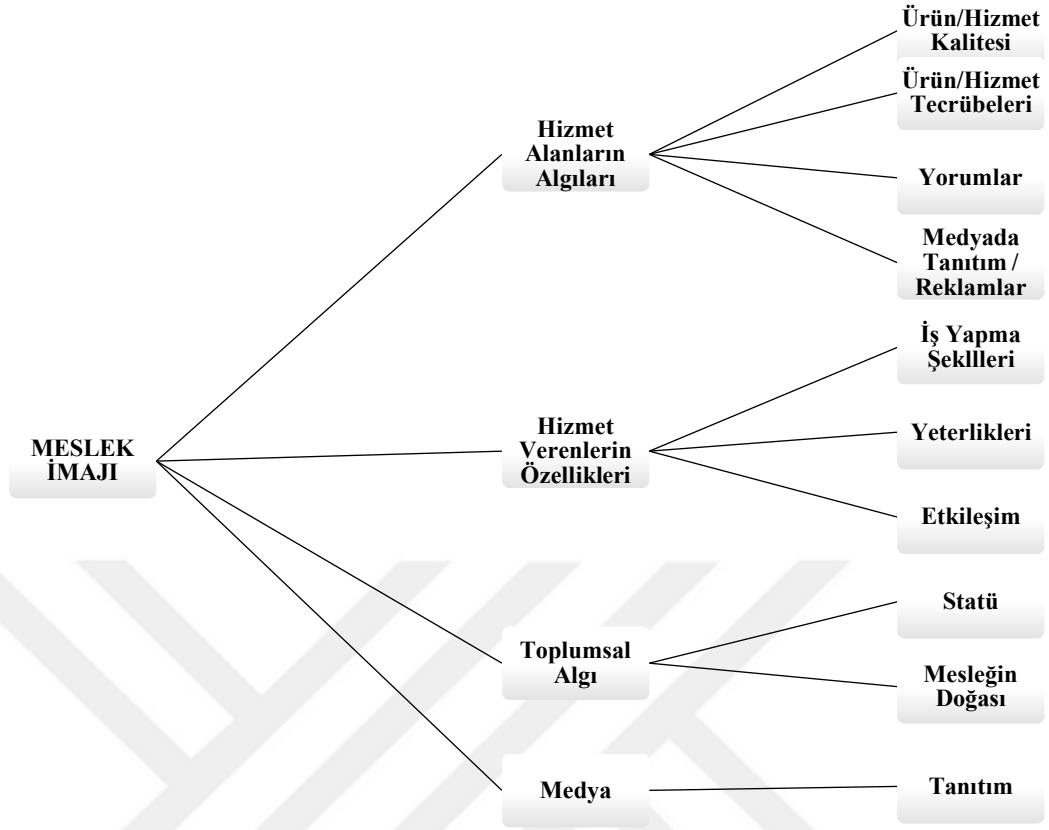 MESLEK
İMAJI
Hizmet
Alanların
Algıları
Ürün/Hizmet
Kalitesi
Ürün/Hizmet
Tecrübeleri
Yorumlar
Medyada
Tanıtım /
Reklamlar
Hizmet
Verenlerin
Özellikleri
İş Yapma
Şekllleri
Yeterlikleri
Etkileşim
Toplumsal
Algı
Statü
Mesleğin
Doğası
Medya
Tanıtım